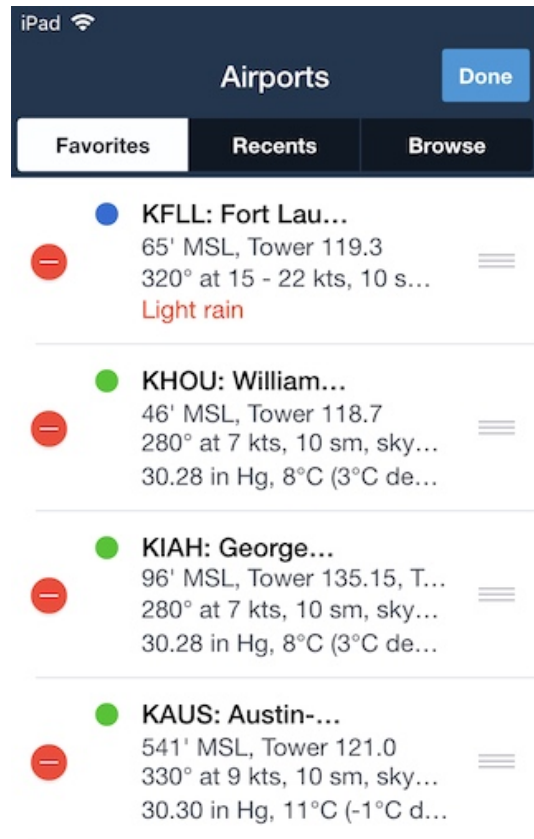 iPad
Airports
Done
Favorites Recents Browse
KFLL: Fort Lau...
65' MSL, Tower 119.3
320° at 15 - 22 kts, 10 s...
Light rain
KHOU: William...
46' MSL, Tower 118.7
280° at 7 kts, 10 sm, sky...
30.28 in Hg, 8°C (3°C de...
KIAH: George...
96' MSL, Tower 135.15, T...
280° at 7 kts, 10 sm, sky...
30.28 in Hg, 8°C (3°C de...
KAUS: Austin-...
541' MSL, Tower 121.0
330° at 9 kts, 10 sm, sky...
30.30 in Hg, 11°C (-1°C d...